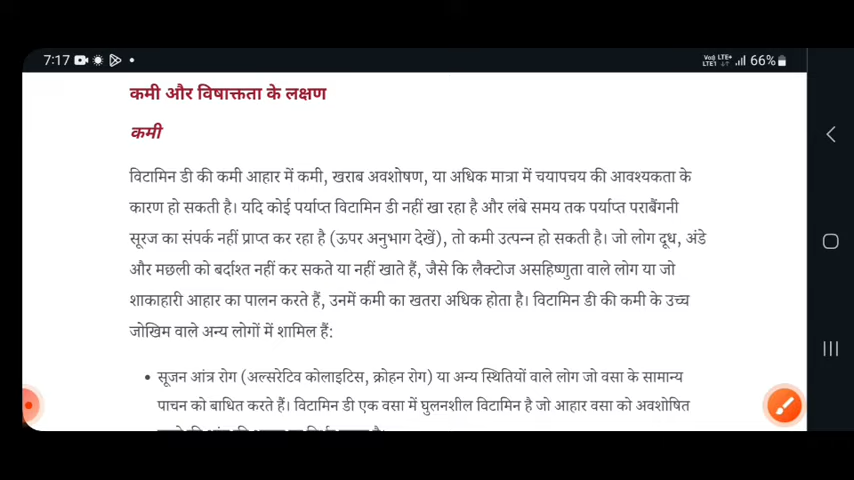 7:17
Vo) LTE+
LTE1 66%
कमी और विषाक्तता के लक्षण
कमी
विटामिन डी की कमी आहार में कमी, खराब अवशोषण, या अधिक मात्रा में चयापचय की आवश्यकता के
कारण हो सकती है। यदि कोई पर्याप्त विटामिन डी नहीं खा रहा है और लंबे समय तक पर्याप्त पराबैंगनी
सूरज का संपर्क नहीं प्राप्त कर रहा है (ऊपर अनुभाग देखें), तो कमी उत्पन्न हो सकती है। जो लोग दूध, अंडे
और मछली को बर्दाश्त नहीं कर सकते या नहीं खाते हैं, जैसे कि लैक्टोज असहिष्णुता वाले लोग या जो
शाकाहारी आहार का पालन करते हैं, उनमें कमी का खतरा अधिक होता है। विटामिन डी की कमी के उच्च
जोखिम वाले अन्य लोगों में शामिल हैं:
• सूजन आंत्र रोग (अल्सरेटिव कोलाइटिस, क्रोहन रोग) या अन्य स्थितियों वाले लोग जो वसा के सामान्य
पाचन को बाधित करते हैं। विटामिन डी एक वसा में घुलनशील विटामिन है जो आहार वसा को अवशोषित